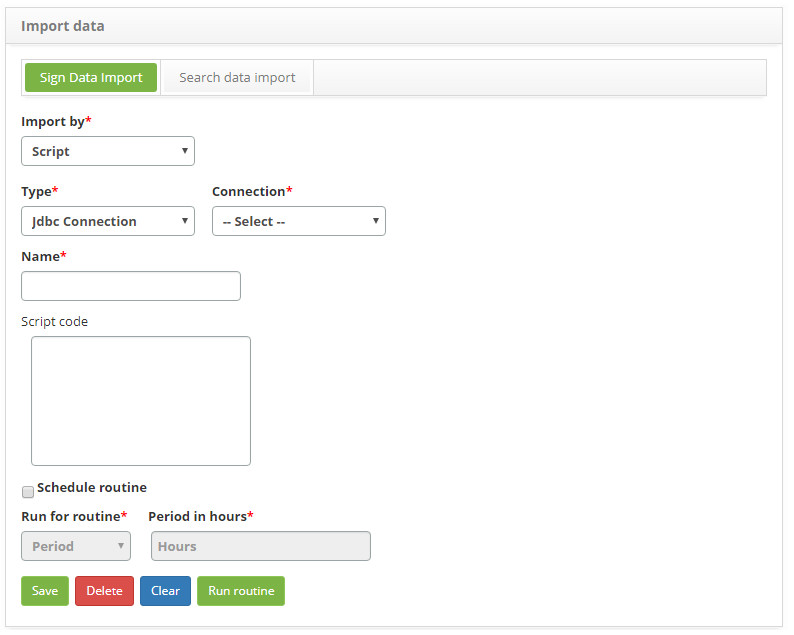 Import data
Sign Data Import Search data import
Import by*
Script
Type* Connection*
Jdbc Connection -- Select --
Name*
Script code
Schedule routine
Run for routine* Period in hours*
Period Hours
Save Delete Clear Run routine